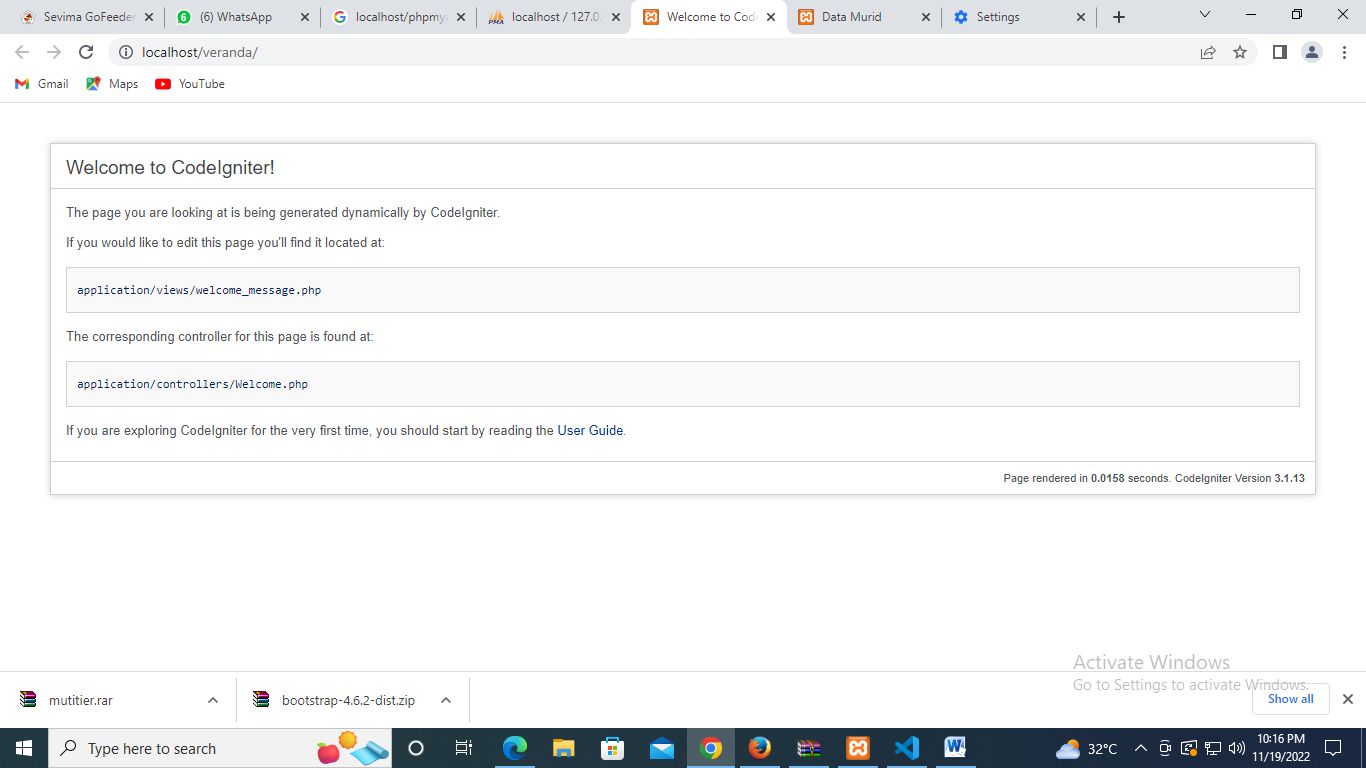 Sevima GoFeeder
(6) WhatsApp
localhost/phpmy
localhost / 127.0.
Welcome to Code
Data Murid
Settings
localhost/veranda/
Gmail
Maps
YouTube
Welcome to CodeIgniter!
The page you are looking at is being generated dynamically by CodeIgniter.
If you would like to edit this page you'll find it located at:
application/views/welcome_message.php
The corresponding controller for this page is found at:
application/controllers/Welcome.php
If you are exploring CodeIgniter for the very first time, you should start by reading the User Guide.
Page rendered in 0.0158 seconds. CodeIgniter Version 3.1.13
Activate Windows
Go to Settings to activate Windows.
mutitier.rar
bootstrap-4.6.2-dist.zip
Show all
Type here to search
32°C
10:16 PM
11/19/2022